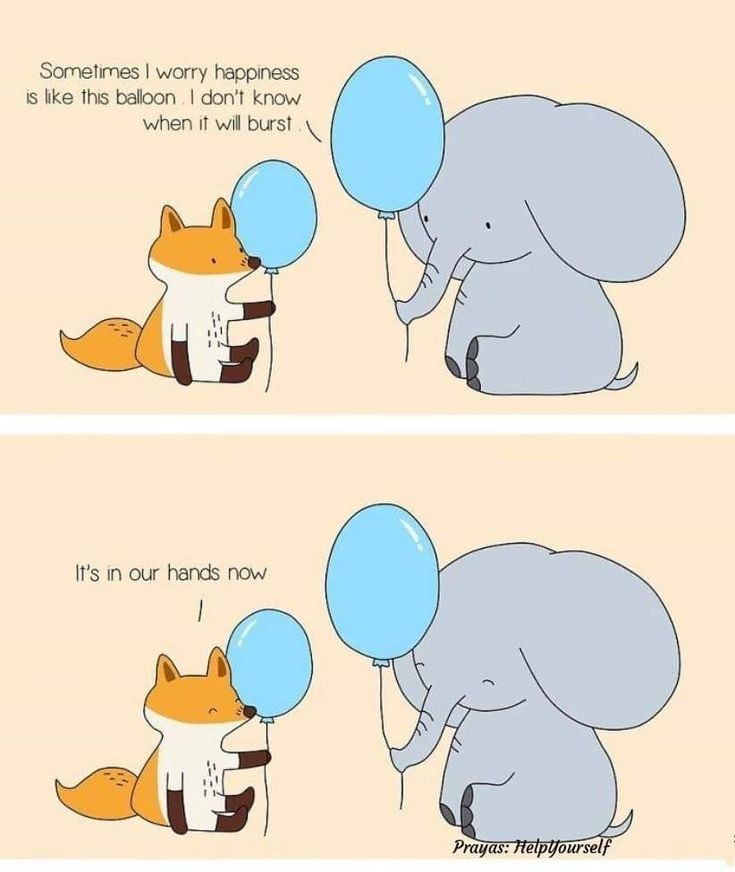 Sometimes I worry happiness
is like this balloon . I don't know
when it will burst .
It's in our hands now
Prayas: HelpYourself